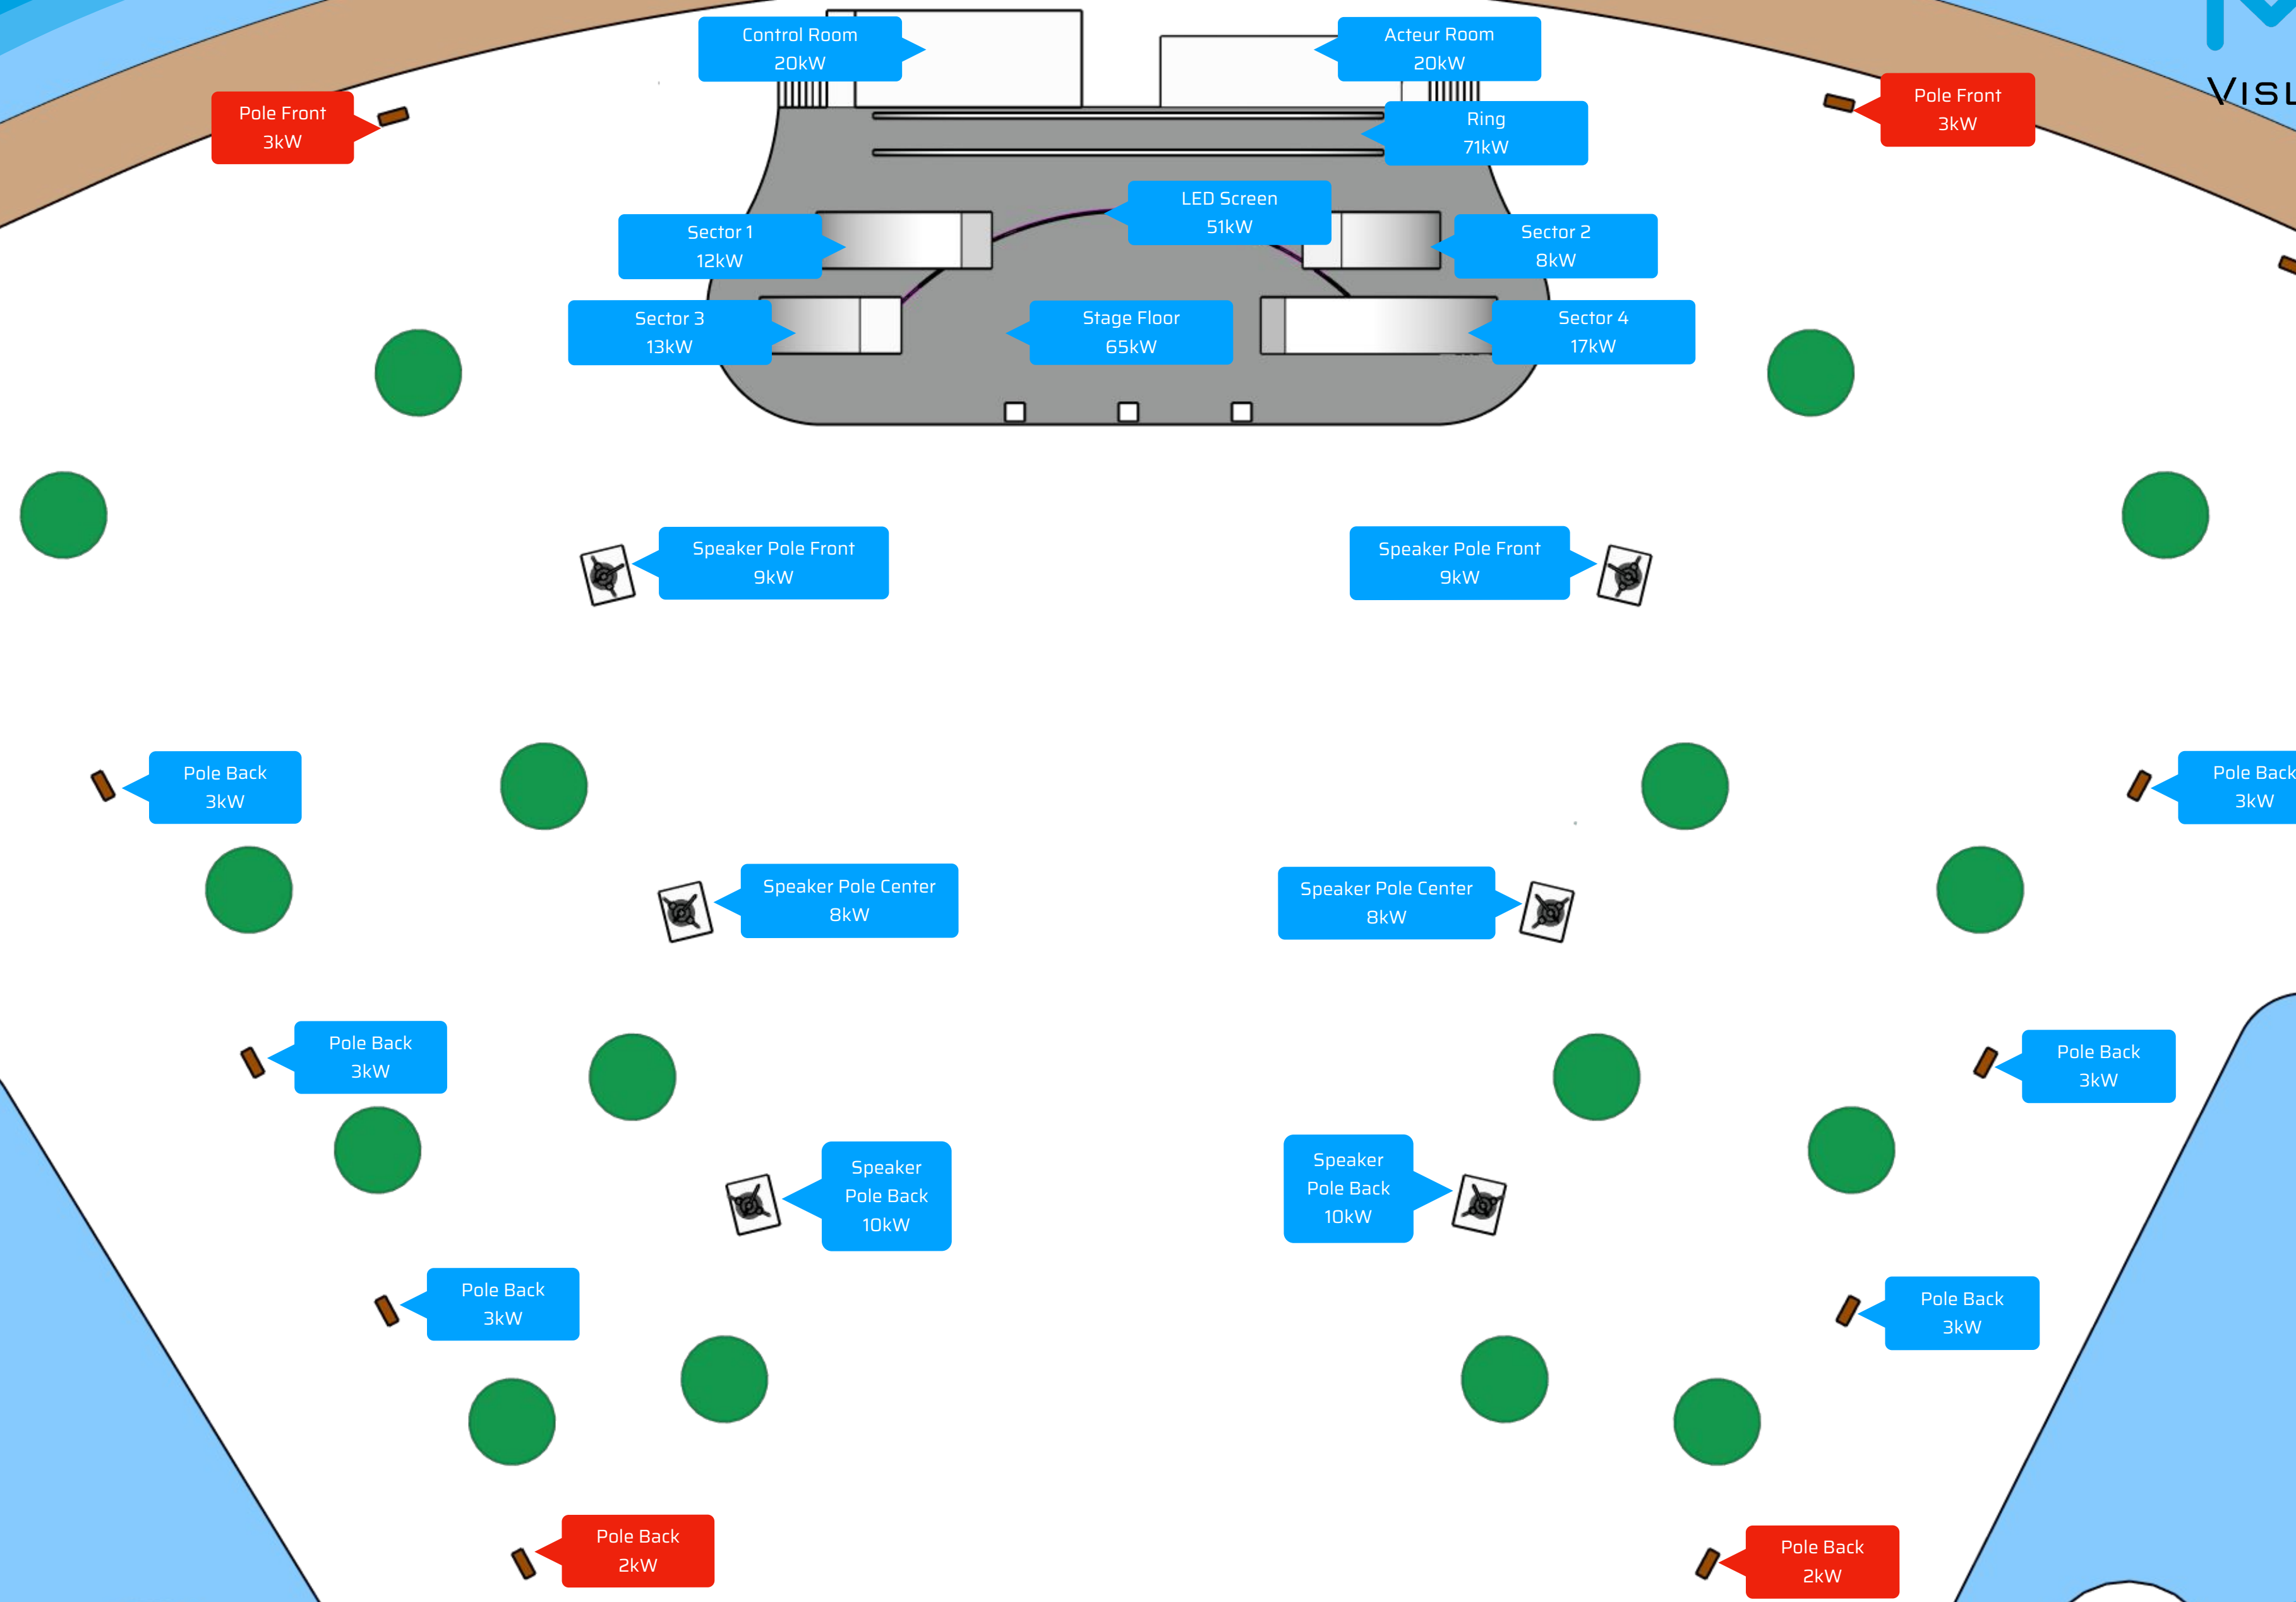 Control Room
20kW
Acteur Room
20kW
Pole Front
3kW
Pole Front
3kW
Ring
71kW
LED Screen
51kW
Sector 1
12kW
Sector 2
8kW
Sector 3
13kW
Stage Floor
65kW
Sector 4
17kW
Speaker Pole Front
9kW
Speaker Pole Front
9kW
Pole Back
3kW
Pole Back
3kW
Speaker Pole Center
8kW
Speaker Pole Center
8kW
Pole Back
3kW
Pole Back
3kW
Speaker
Pole Back
10kW
Speaker
Pole Back
10kW
Pole Back
3kW
Pole Back
3kW
Pole Back
2kW
Pole Back
2kW